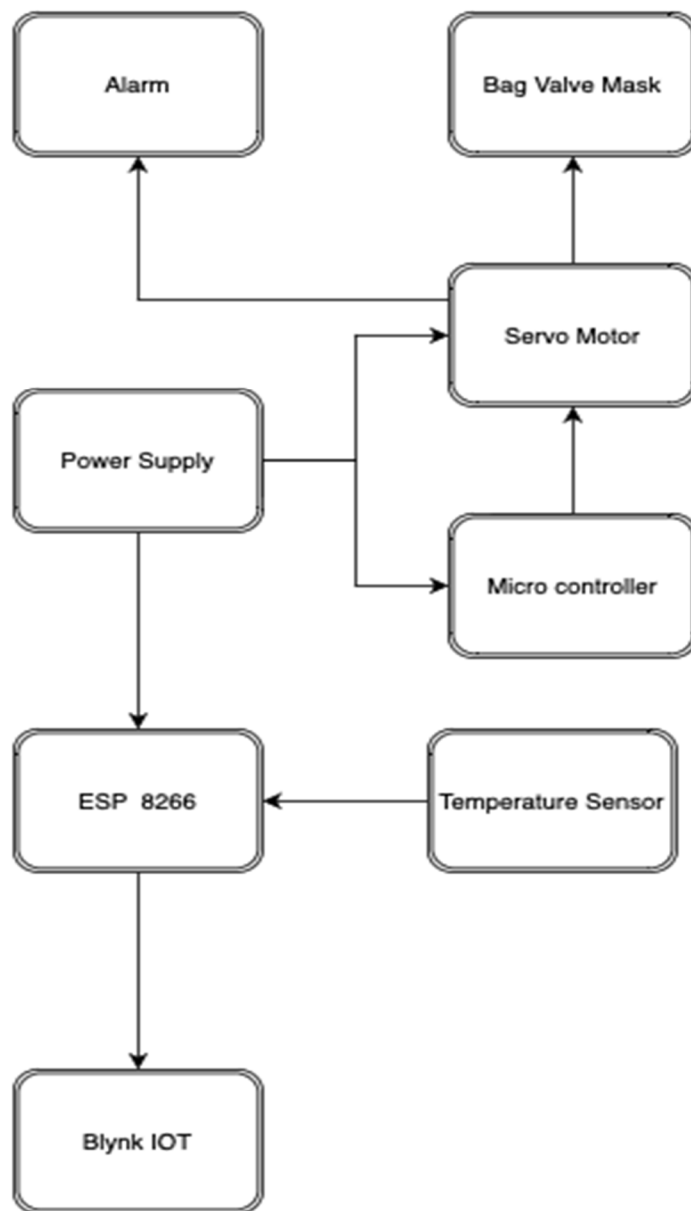 Alarm
Bag Valve Mask
Servo Motor
Power Supply
Micro controller
ESP 8266
Temperature Sensor
Blynk IOT